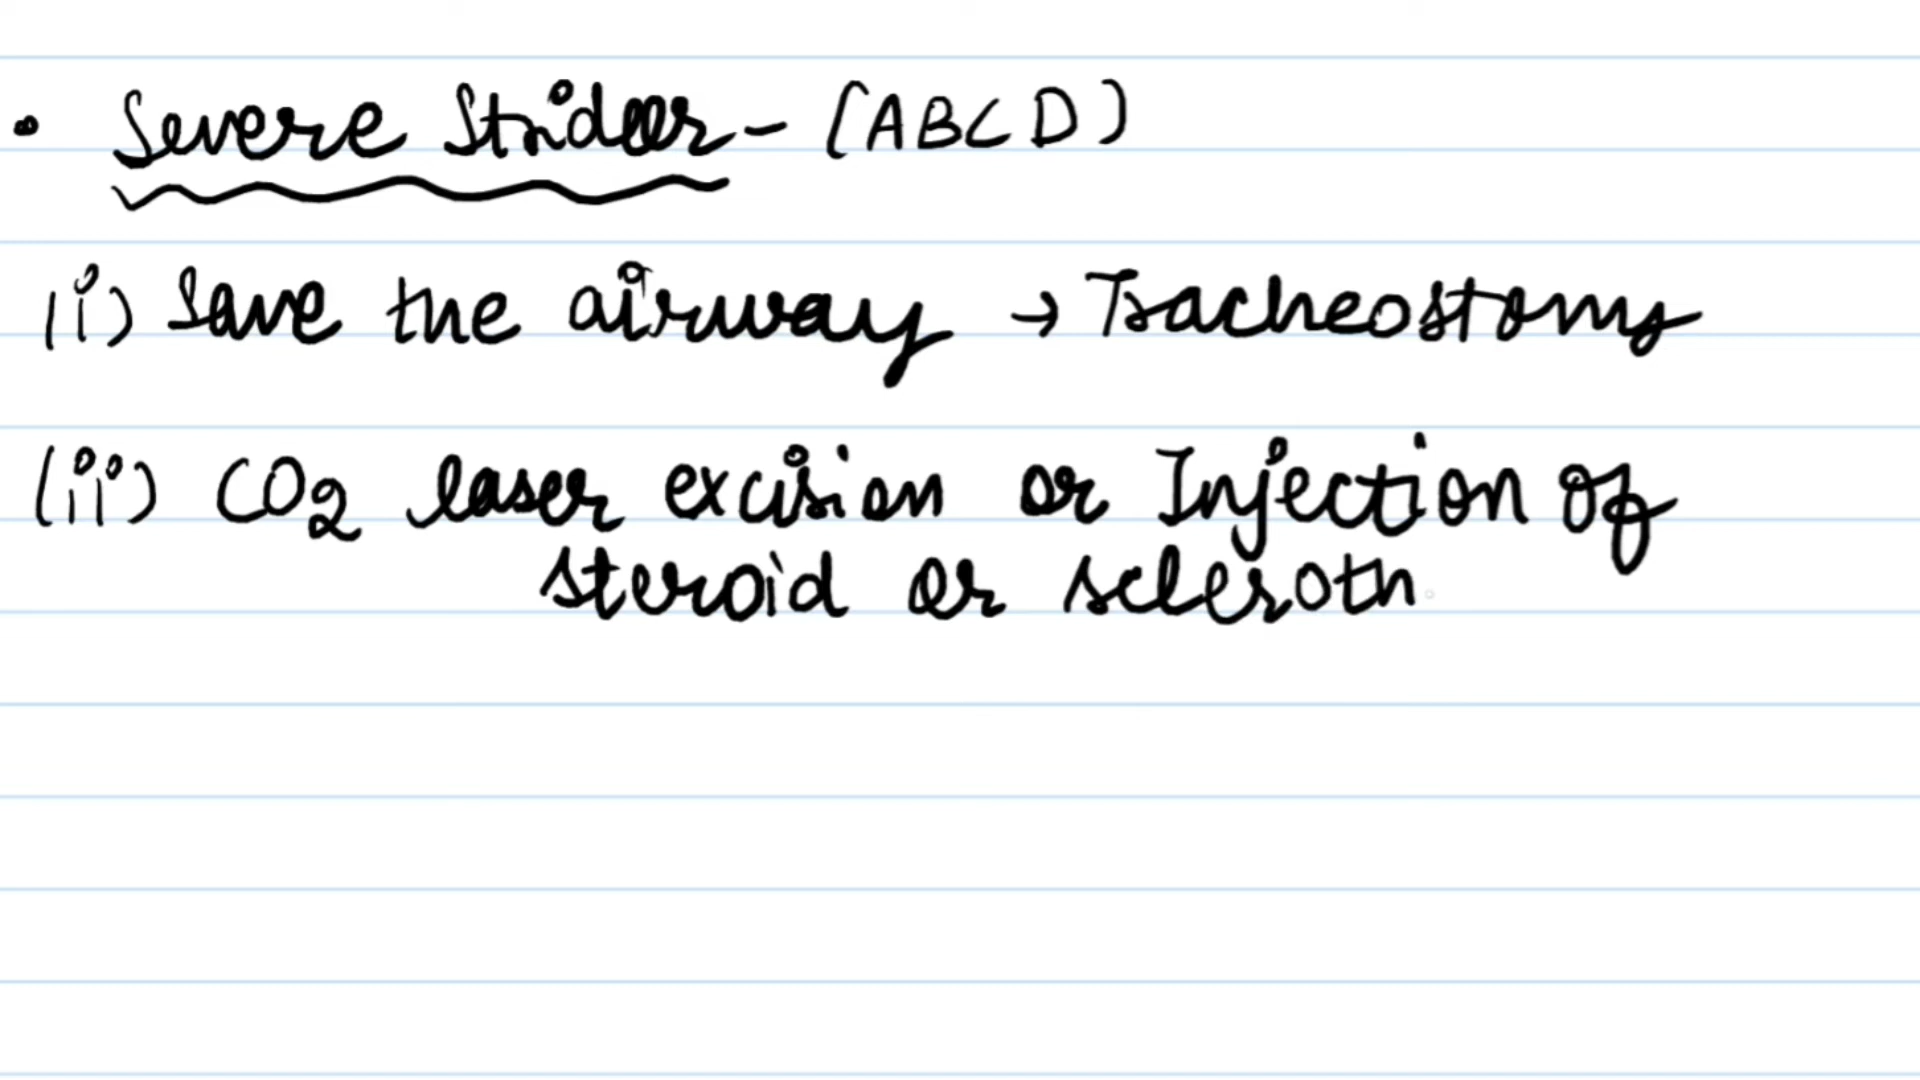 • Severe Stridor - (ABCD)
(i) Save the airway → Tracheostomy
(ii) CO2 laser excision or Injection of
steroid or scleroth